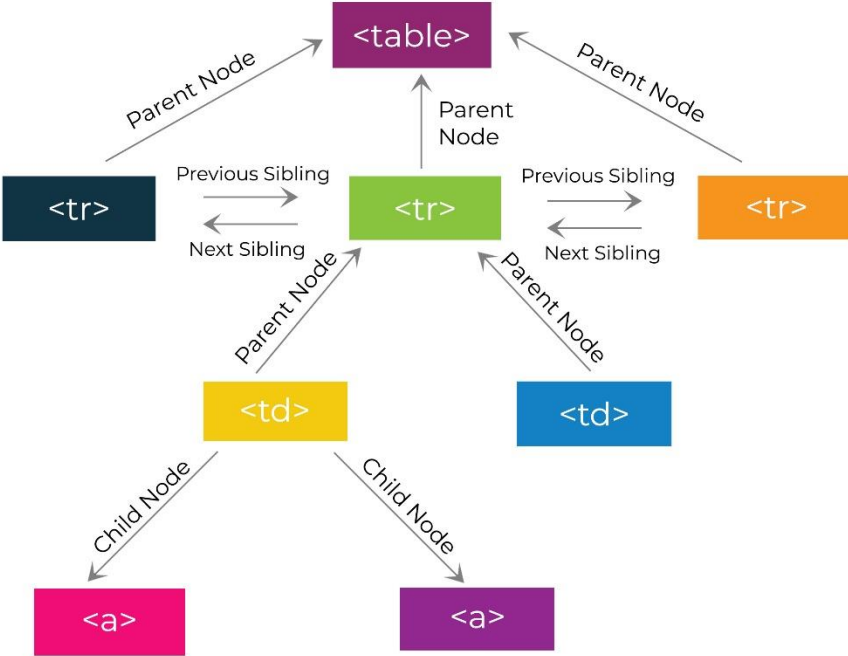 <table>
Parent Node
Parent
Node
Parent Node
<tr>
Previous Sibling
Next Sibling
<tr>
Previous Sibling
Next Sibling
<tr>
Parent Node
Parent Node
<td>
<td>
Child Node
Child Node
<a>
<a>